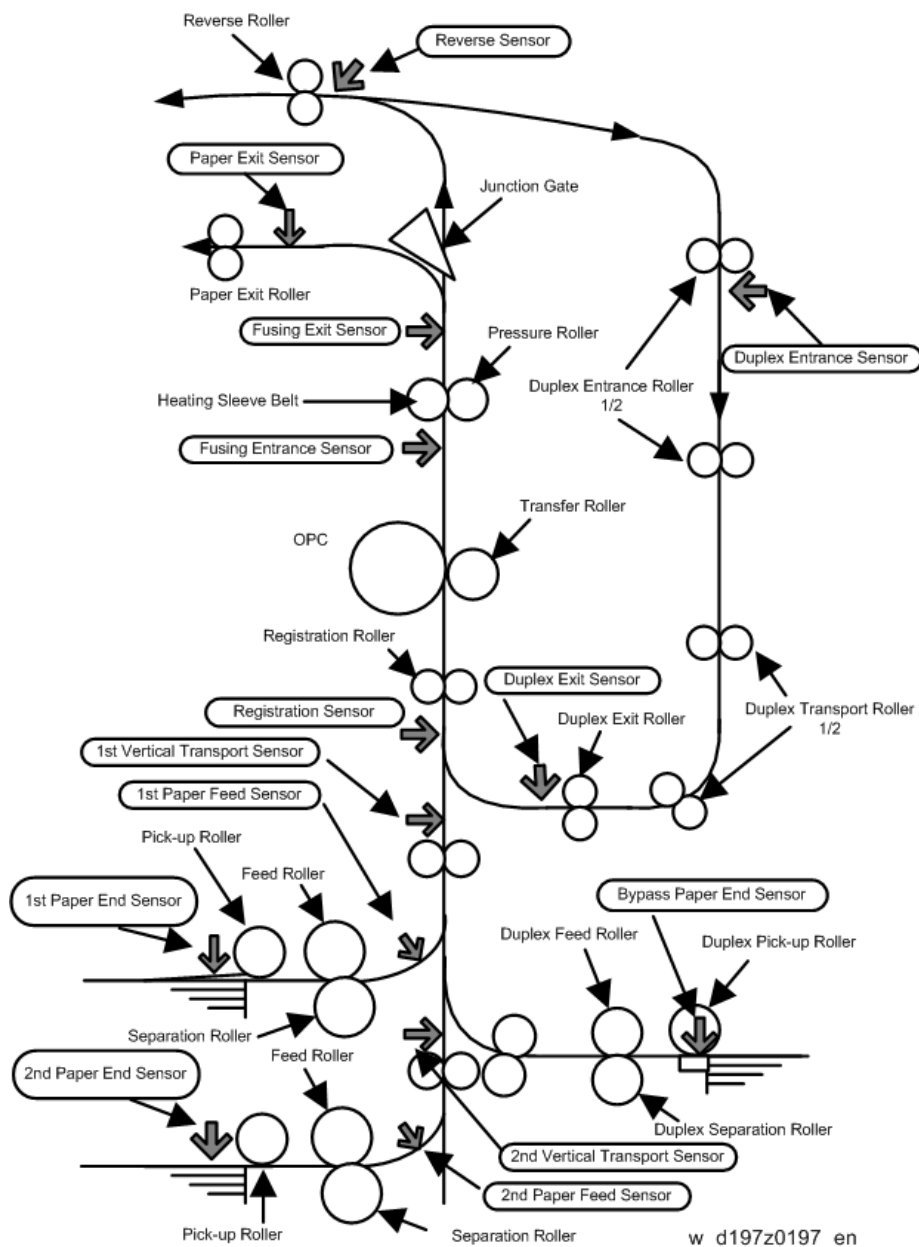 Reverse Roller
Reverse Sensor
Paper Exit Sensor
Junction Gate
Paper Exit Roller
Fusing Exit Sensor
Pressure Roller
Duplex Entrance Sensor
Duplex Entrance Roller
1/2
Heating Sleeve Belt
Fusing Entrance Sensor
Transfer Roller
OPC
Registration Roller
Duplex Exit Sensor
Registration Sensor
Duplex Exit Roller
Duplex Transport Roller
1/2
1st Vertical Transport Sensor
1st Paper Feed Sensor
Pick-up Roller
Feed Roller
1st Paper End Sensor
Bypass Paper End Sensor
Duplex Feed Roller
Duplex Pick-up Roller
Separation Roller
Feed Roller
2nd Paper End Sensor
Duplex Separation Roller
2nd Vertical Transport Sensor
2nd Paper Feed Sensor
Pick-up Roller
Separation Roller
w_d197z0197_en